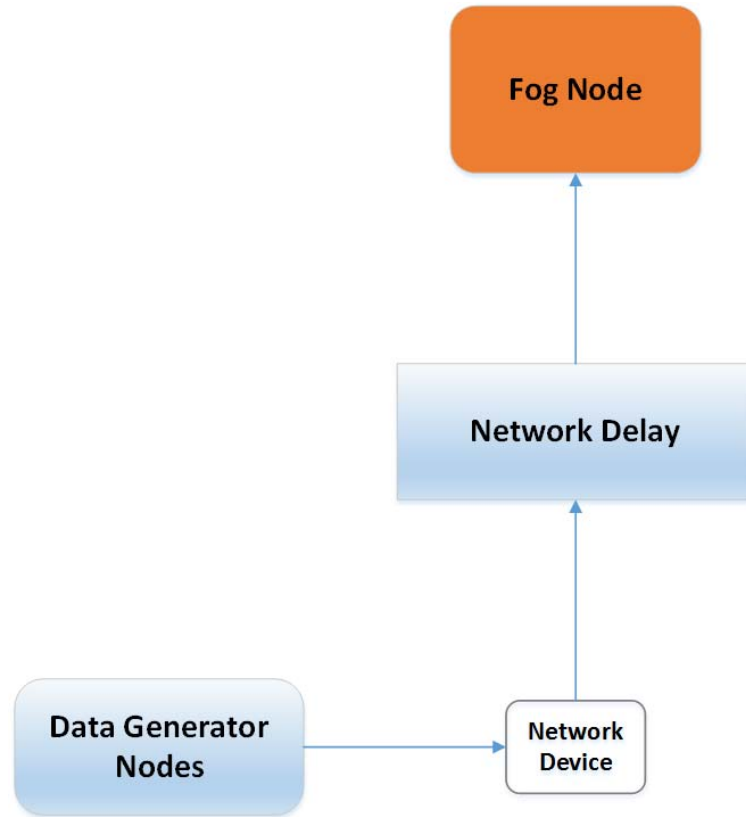 Fog Node
Network Delay
Data Generator
Nodes
Network
Device